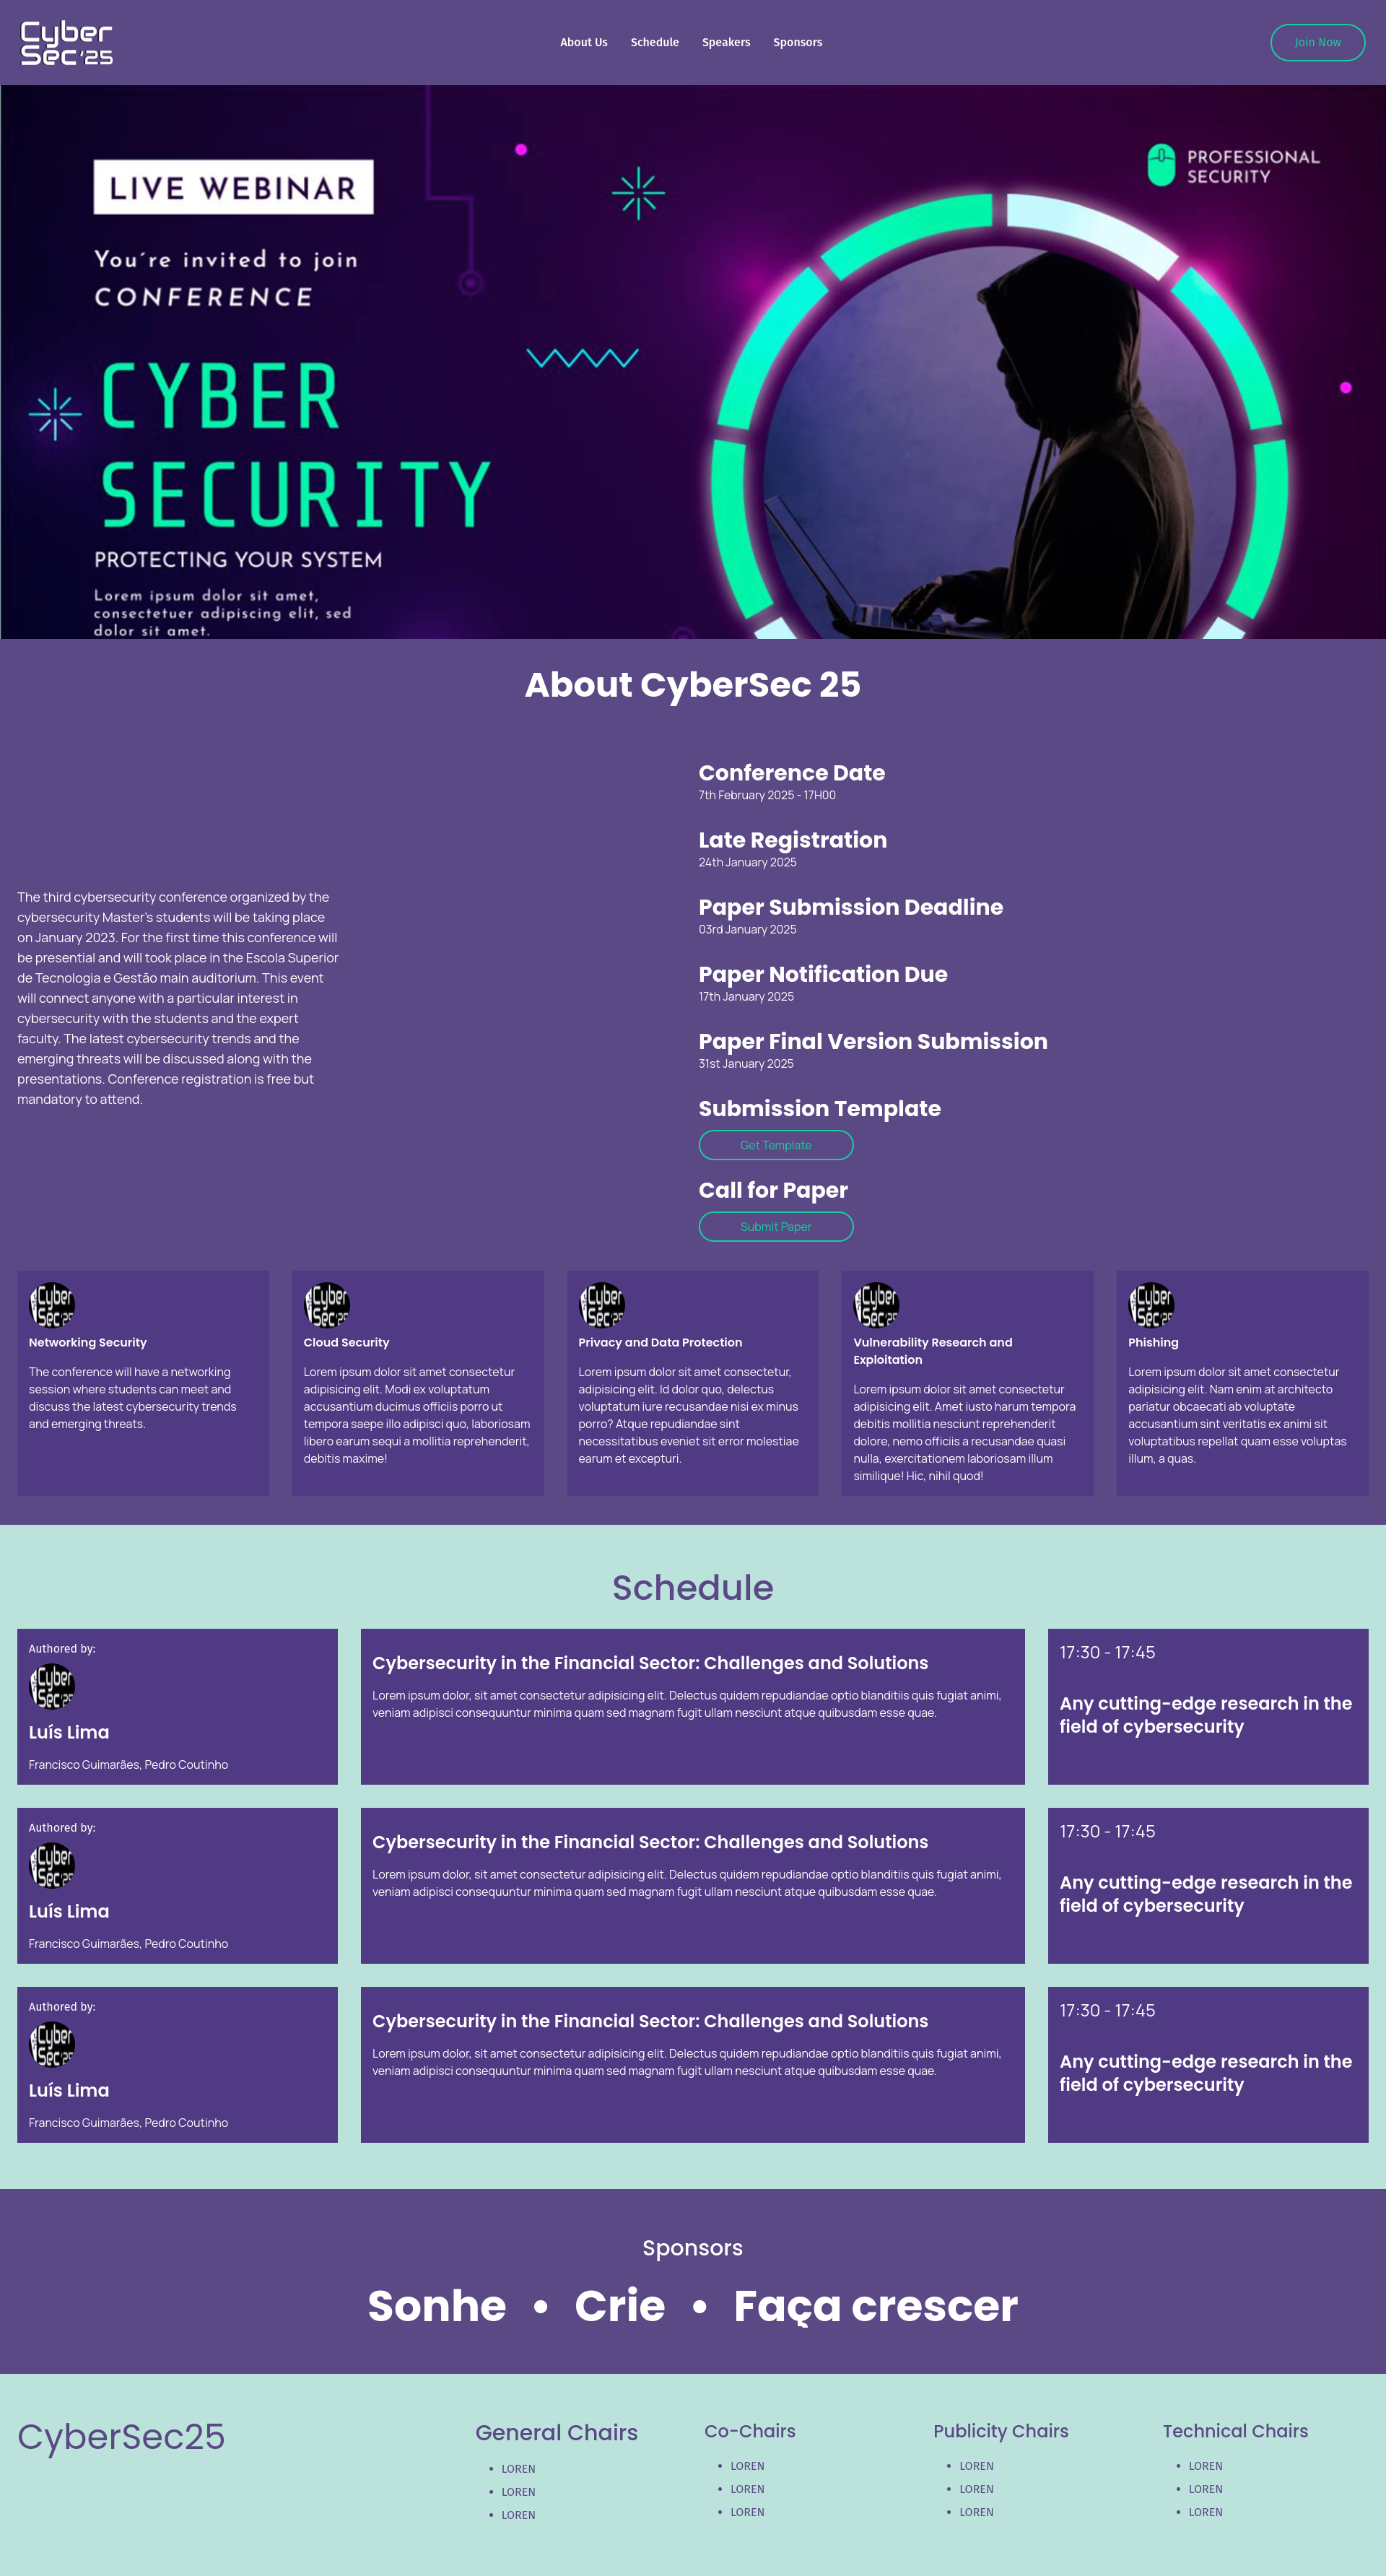 Cyber
Sec'25
About Us Schedule Speakers Sponsors
Join Now
LIVE WEBINAR
You´re invited to join
CONFERENCE
CYBER
SECURITY
PROTECTING YOUR SYSTEM
Lorem ipsum dolor sit amet,
consectetuer adipiscing elit, sed
dolor sit amet.
PROFESSIONAL
SECURITY
About CyberSec 25
The third cybersecurity conference organized by the
cybersecurity Master's students will be taking place
on January 2023. For the first time this conference will
be presential and will took place in the Escola Superior
de Tecnologia e Gestão main auditorium. This event
will connect anyone with a particular interest in
cybersecurity with the students and the expert
faculty. The latest cybersecurity trends and the
emerging threats will be discussed along with the
presentations. Conference registration is free but
mandatory to attend.
Conference Date
7th February 2025 - 17H00
Late Registration
24th January 2025
Paper Submission Deadline
03rd January 2025
Paper Notification Due
17th January 2025
Paper Final Version Submission
31st January 2025
Submission Template
Get Template
Call for Paper
Submit Paper
Cyber
Sec'25
Networking Security
The conference will have a networking
session where students can meet and
discuss the latest cybersecurity trends
and emerging threats.
Cyber
Sec'25
Cloud Security
Lorem ipsum dolor sit amet consectetur
adipisicing elit. Modi ex voluptatum
accusantium ducimus officiis porro ut
tempora saepe illo adipisci quo, laboriosam
libero earum sequi a mollitia reprehenderit,
debitis maxime!
Cyber
Sec'25
Privacy and Data Protection
Lorem ipsum dolor sit amet consectetur,
adipisicing elit. Id dolor quo, delectus
voluptatum iure recusandae nisi ex minus
porro? Atque repudiandae sint
necessitatibus eveniet sit error molestiae
earum et excepturi.
Cyber
Sec'25
Vulnerability Research and
Exploitation
Lorem ipsum dolor sit amet consectetur
adipisicing elit. Amet iusto harum tempora
debitis mollitia nesciunt reprehenderit
dolore, nemo officiis a recusandae quasi
nulla, exercitationem laboriosam illum
similique! Hic, nihil quod!
Cyber
Sec'25
Phishing
Lorem ipsum dolor sit amet consectetur
adipisicing elit. Nam enim at architecto
pariatur obcaecati ab voluptate
accusantium sint veritatis ex animi sit
voluptatibus repellat quam esse voluptas
illum, a quas.
Schedule
Authored by:
Cyber
Sec'25
Luís Lima
Francisco Guimarães, Pedro Coutinho
Cybersecurity in the Financial Sector: Challenges and Solutions
Lorem ipsum dolor, sit amet consectetur adipisicing elit. Delectus quidem repudiandae optio blanditiis quis fugiat animi,
veniam adipisci consequuntur minima quam sed magnam fugit ullam nesciunt atque quibusdam esse quae.
17:30 - 17:45
Any cutting-edge research in the
field of cybersecurity
Authored by:
Cyber
Sec'25
Luís Lima
Francisco Guimarães, Pedro Coutinho
Cybersecurity in the Financial Sector: Challenges and Solutions
Lorem ipsum dolor, sit amet consectetur adipisicing elit. Delectus quidem repudiandae optio blanditiis quis fugiat animi,
veniam adipisci consequuntur minima quam sed magnam fugit ullam nesciunt atque quibusdam esse quae.
17:30 - 17:45
Any cutting-edge research in the
field of cybersecurity
Authored by:
Cyber
Sec'25
Luís Lima
Francisco Guimarães, Pedro Coutinho
Cybersecurity in the Financial Sector: Challenges and Solutions
Lorem ipsum dolor, sit amet consectetur adipisicing elit. Delectus quidem repudiandae optio blanditiis quis fugiat animi,
veniam adipisci consequuntur minima quam sed magnam fugit ullam nesciunt atque quibusdam esse quae.
17:30 - 17:45
Any cutting-edge research in the
field of cybersecurity
Sponsors
Sonhe • Crie • Faça crescer
CyberSec25
General Chairs
• LOREN
• LOREN
• LOREN
Co-Chairs
• LOREN
• LOREN
• LOREN
Publicity Chairs
• LOREN
• LOREN
• LOREN
Technical Chairs
• LOREN
• LOREN
• LOREN